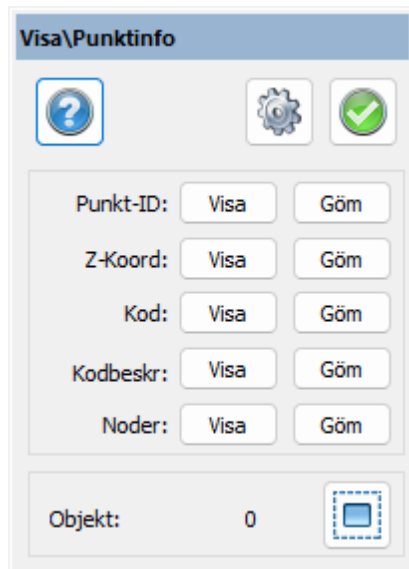 Visa\Punktinfo
Punkt-ID: Visa Göm
Z-Koord: Visa Göm
Kod: Visa Göm
Kodbeskr: Visa Göm
Noder: Visa Göm
Objekt: 0